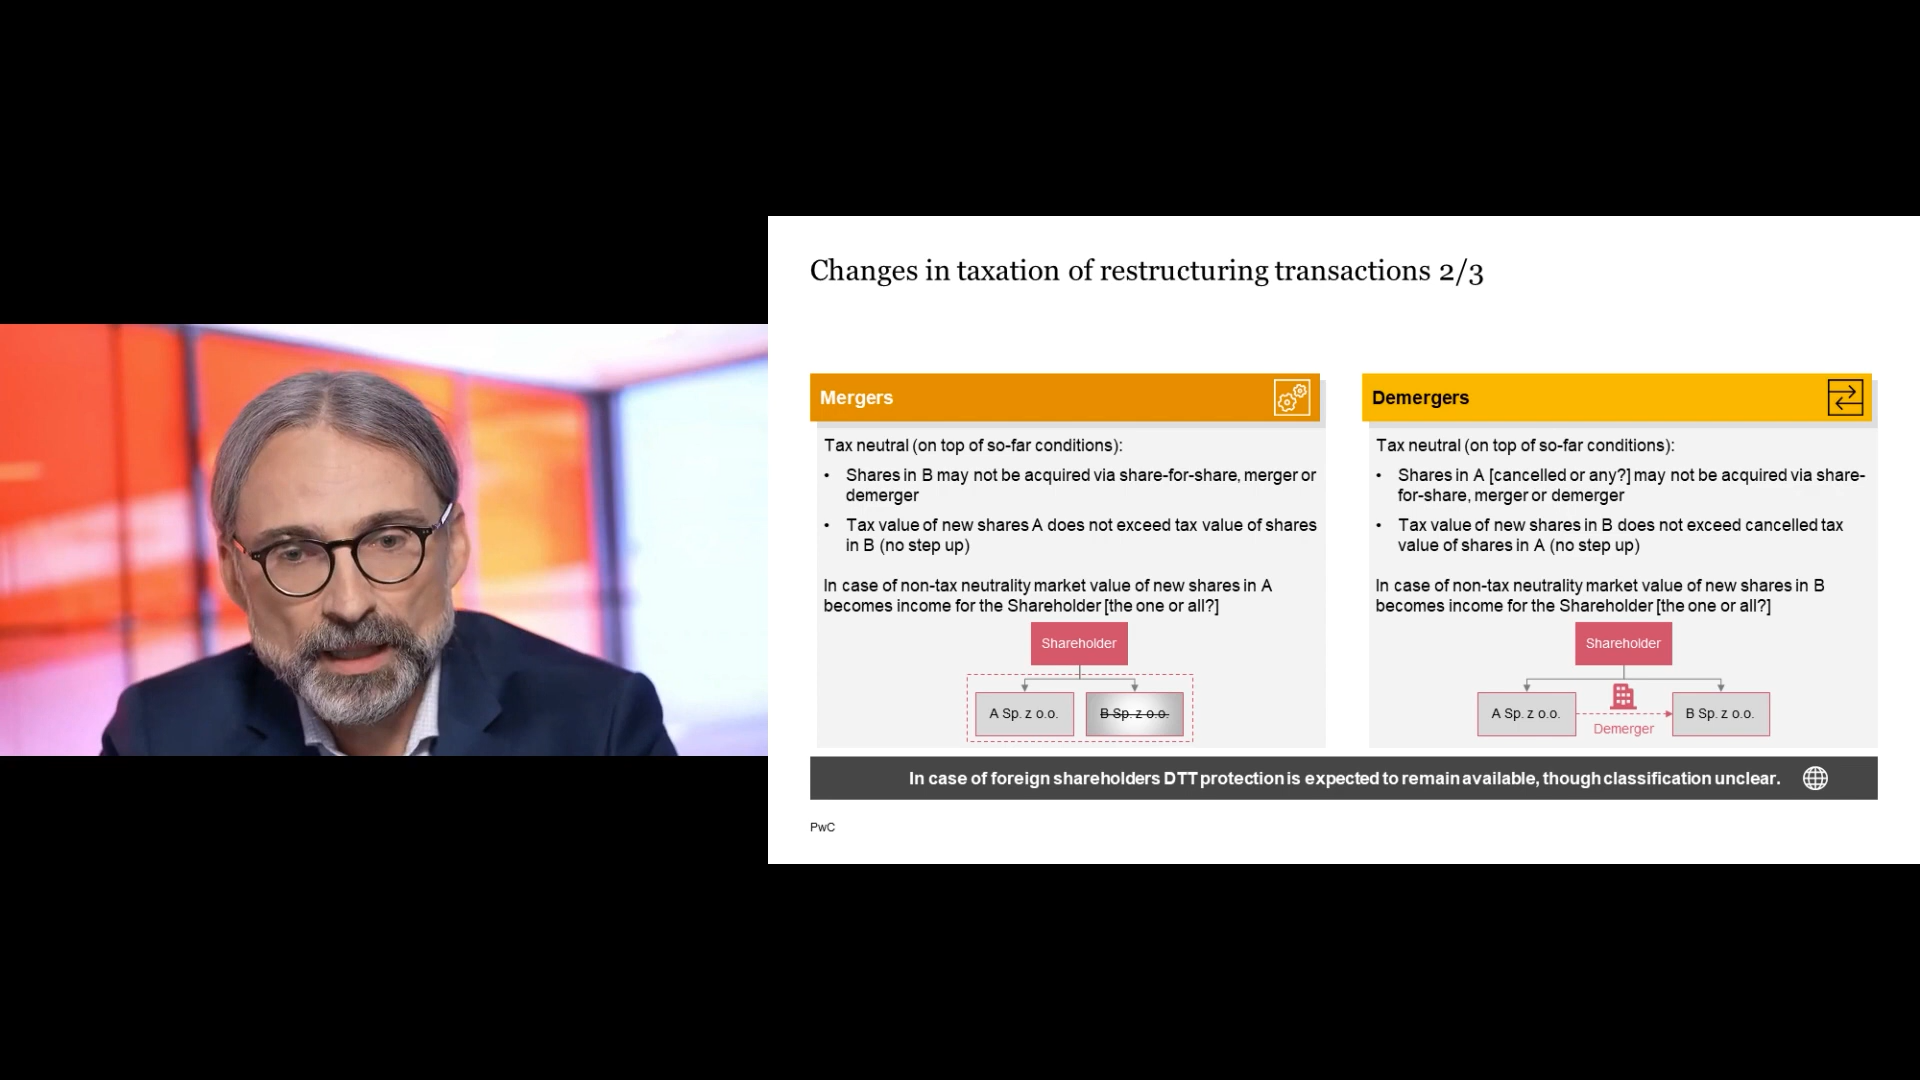 Changes in taxation of restructuring transactions 2/3
Mergers
Tax neutral (on top of so-far conditions):
• Shares in B may not be acquired via share-for-share, merger or
demerger
• Tax value of new shares A does not exceed tax value of shares
in B (no step up)
In case of non-tax neutrality market value of new shares in A
becomes income for the Shareholder [the one or all?]
Shareholder
A Sp. z o.o.
B Sp. z o.o.
Demergers
Tax neutral (on top of so-far conditions):
• Shares in A [cancelled or any?] may not be acquired via share-
for-share, merger or demerger
• Tax value of new shares in B does not exceed cancelled tax
value of shares in A (no step up)
In case of non-tax neutrality market value of new shares in B
becomes income for the Shareholder [the one or all?]
Shareholder
A Sp. z o.o.
Demerger
B Sp. z o.o.
In case of foreign shareholders DTT protection is expected to remain available, though classification unclear.
PwC